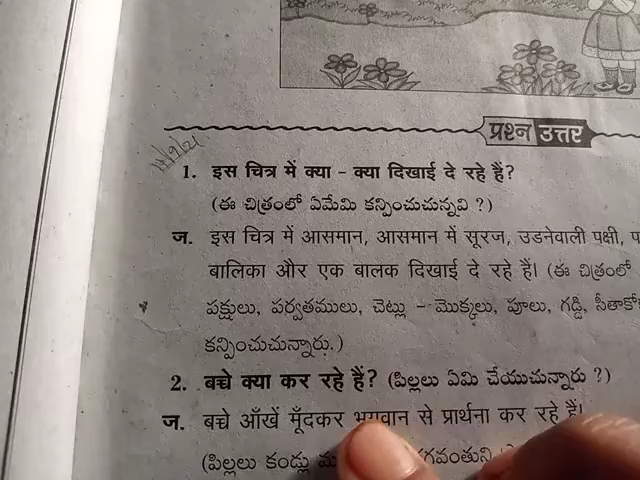 प्रश्न उत्तर
1. इस चित्र में क्या - क्या दिखाई दे रहे हैं?
(ఈ చిత్రంలో ఏమేమి కన్పించుచున్నవి ?)
ज. इस चित्र में आसमान, आसमान में सूरज, उडनेवाली पक्षी,
बालिका और एक बालक दिखाई दे रहे हैं। (ఈ చిత్రంలో
పక్షులు, పర్వతములు, చెట్లు - మొక్కలు, పూలు, గడ్డి,
కన్పించుచున్నారు.)
2. बच्चे क्या कर रहे हैं? (పిల్లలు ఏమి చేయుచున్నారు ?)
ज. बच्चे आँखें मूँदकर भगवान से प्रार्थना कर रहे हैं।
(పిల్లలు కండ్లు